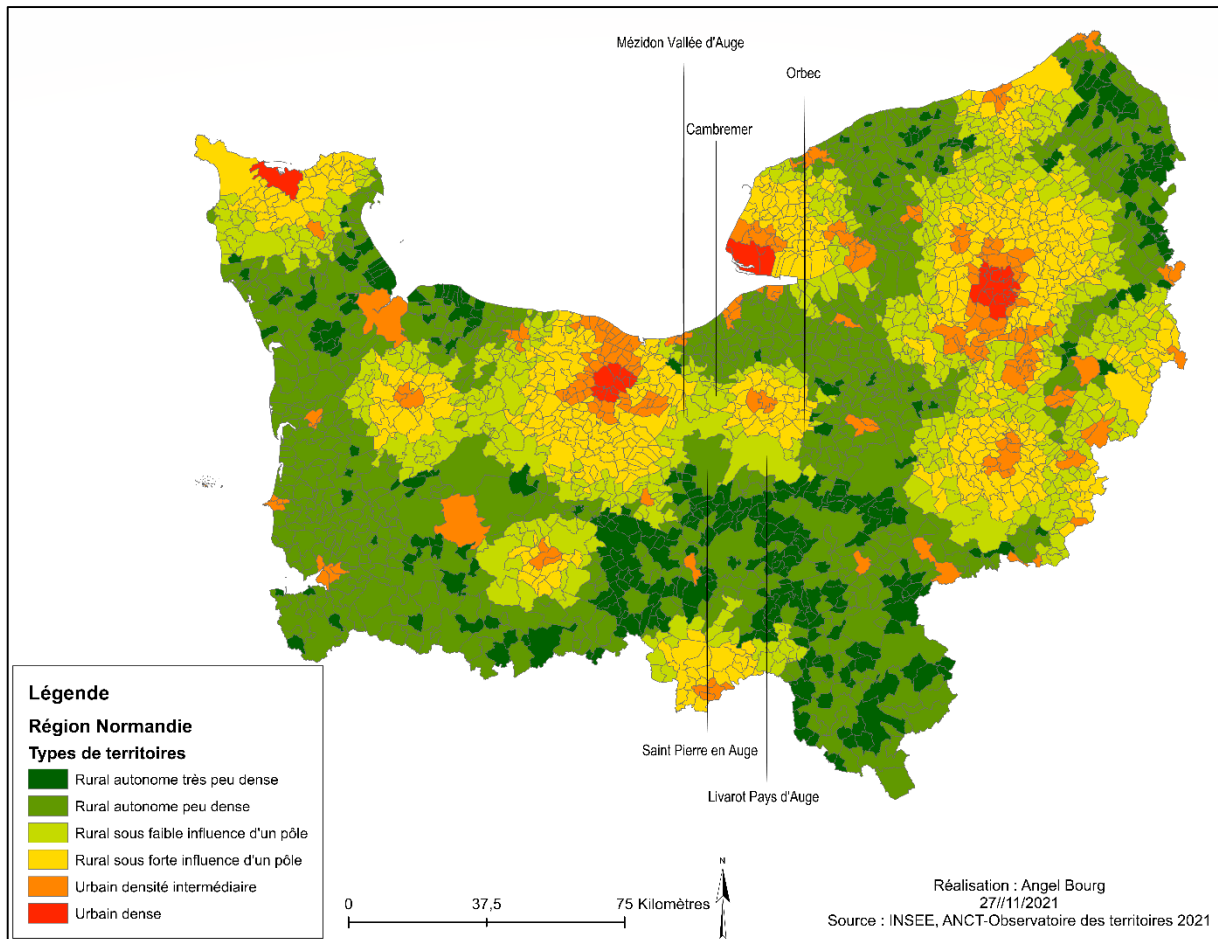 Mézidon Vallée d'Auge
Orbec
Cambremer
Saint Pierre en Auge
Livarot Pays d'Auge
Légende
Région Normandie
Types de territoires
Rural autonome très peu dense
Rural autonome peu dense
Rural sous faible influence d'un pôle
Rural sous forte influence d'un pôle
Urbain densité intermédiaire
Urbain dense
N
0 37,5 75 Kilomètres
Réalisation : Angel Bourg
27//11/2021
Source : INSEE, ANCT-Observatoire des territoires 2021